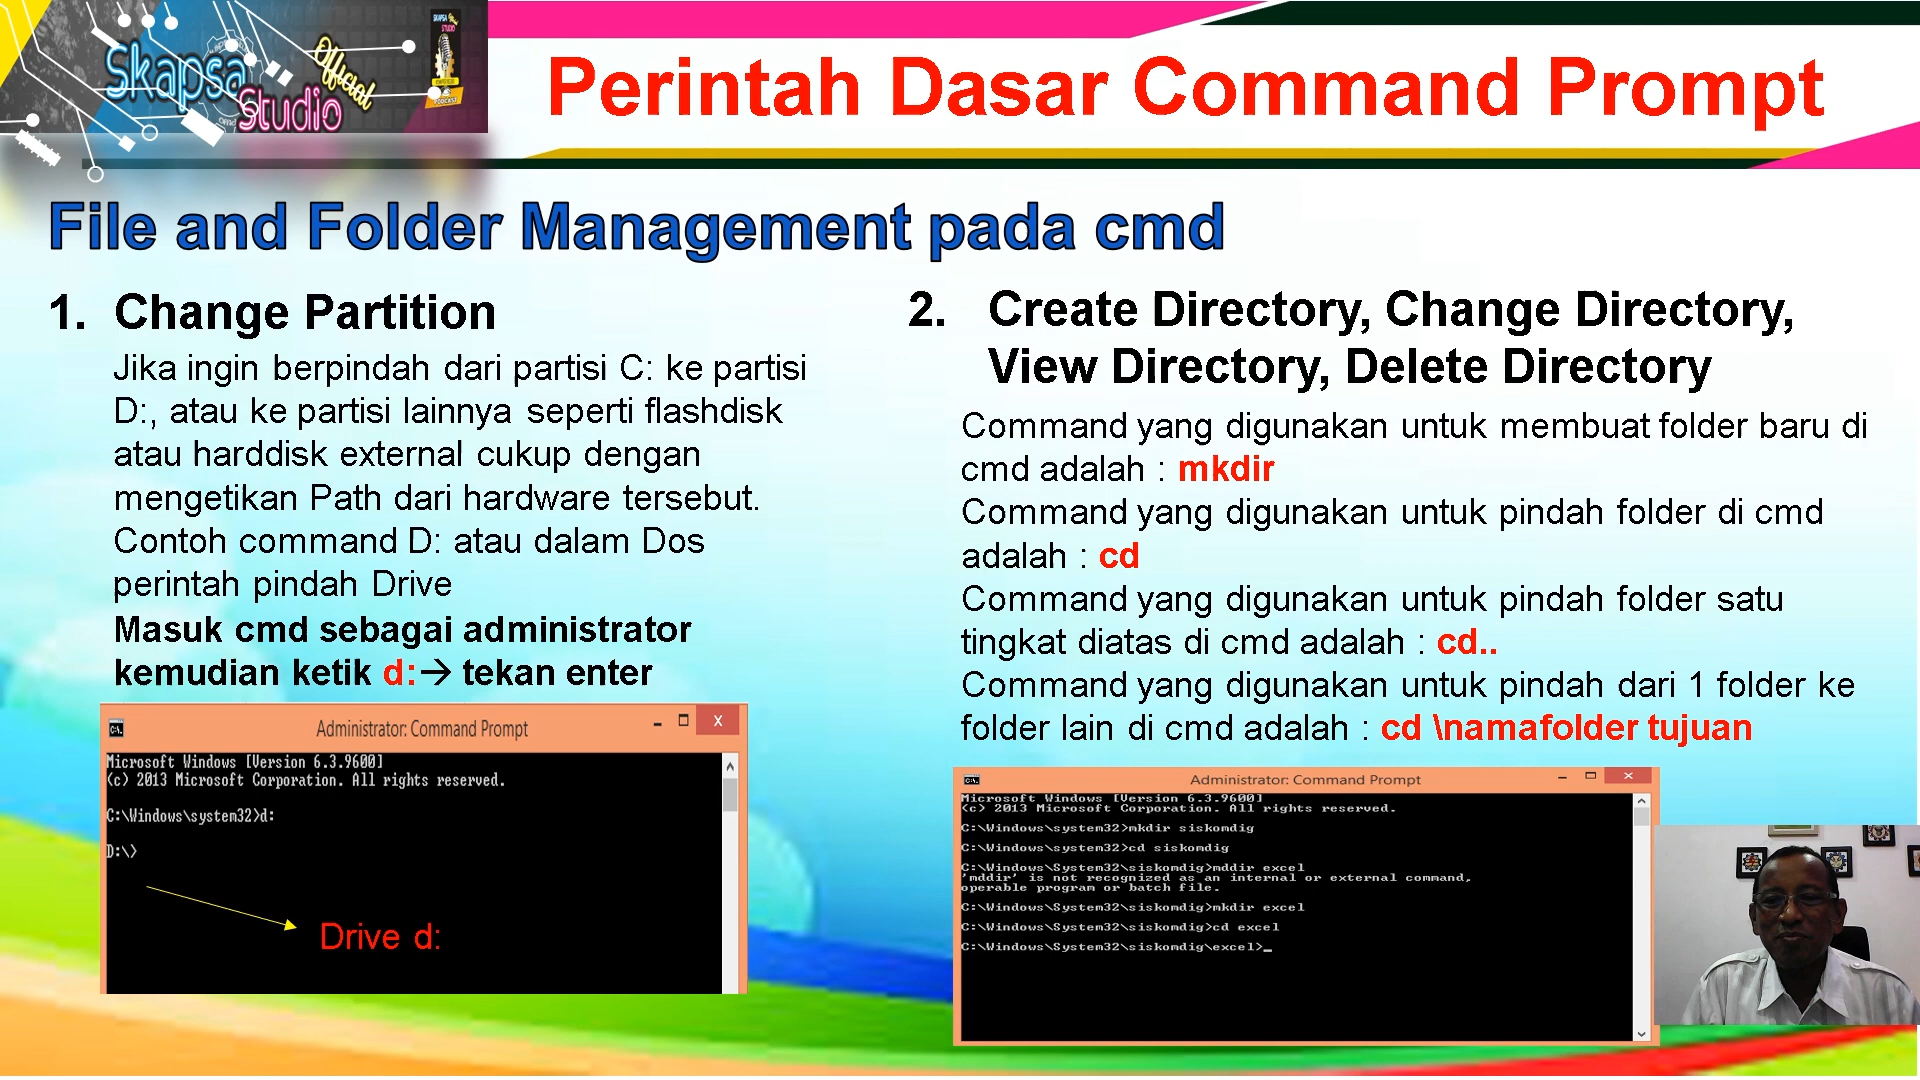 Skapsa
Studio
Official
SKAPSA
STUDIO
PODCAST
Perintah Dasar Command Prompt
File and Folder Management pada cmd
1. Change Partition
Jika ingin berpindah dari partisi C: ke partisi
D:, atau ke partisi lainnya seperti flashdisk
atau harddisk external cukup dengan
mengetikan Path dari hardware tersebut.
Contoh command D: atau dalam Dos
perintah pindah Drive
Masuk cmd sebagai administrator
kemudian ketik d:→ tekan enter
Administrator: Command Prompt
Microsoft Windows [Version 6.3.9600]
(c) 2013 Microsoft Corporation. All rights reserved.
C:\Windows\system32>d:
D:\>
Drive d:
2. Create Directory, Change Directory,
View Directory, Delete Directory
Command yang digunakan untuk membuat folder baru di
cmd adalah : mkdir
Command yang digunakan untuk pindah folder di cmd
adalah : cd
Command yang digunakan untuk pindah folder satu
tingkat diatas di cmd adalah : cd..
Command yang digunakan untuk pindah dari 1 folder ke
folder lain di cmd adalah : cd \namafolder tujuan
Administrator: Command Prompt
Microsoft Windows [Version 6.3.9600]
(c) 2013 Microsoft Corporation. All rights reserved.
C:\Windows\system32>mkdir siskomdig
C:\Windows\system32>cd siskomdig
C:\Windows\System32\siskomdig>mddir excel
'mddir' is not recognized as an internal or external command,
operable program or batch file.
C:\Windows\System32\siskomdig>mkdir excel
C:\Windows\System32\siskomdig>cd excel
C:\Windows\System32\siskomdig\excel>_